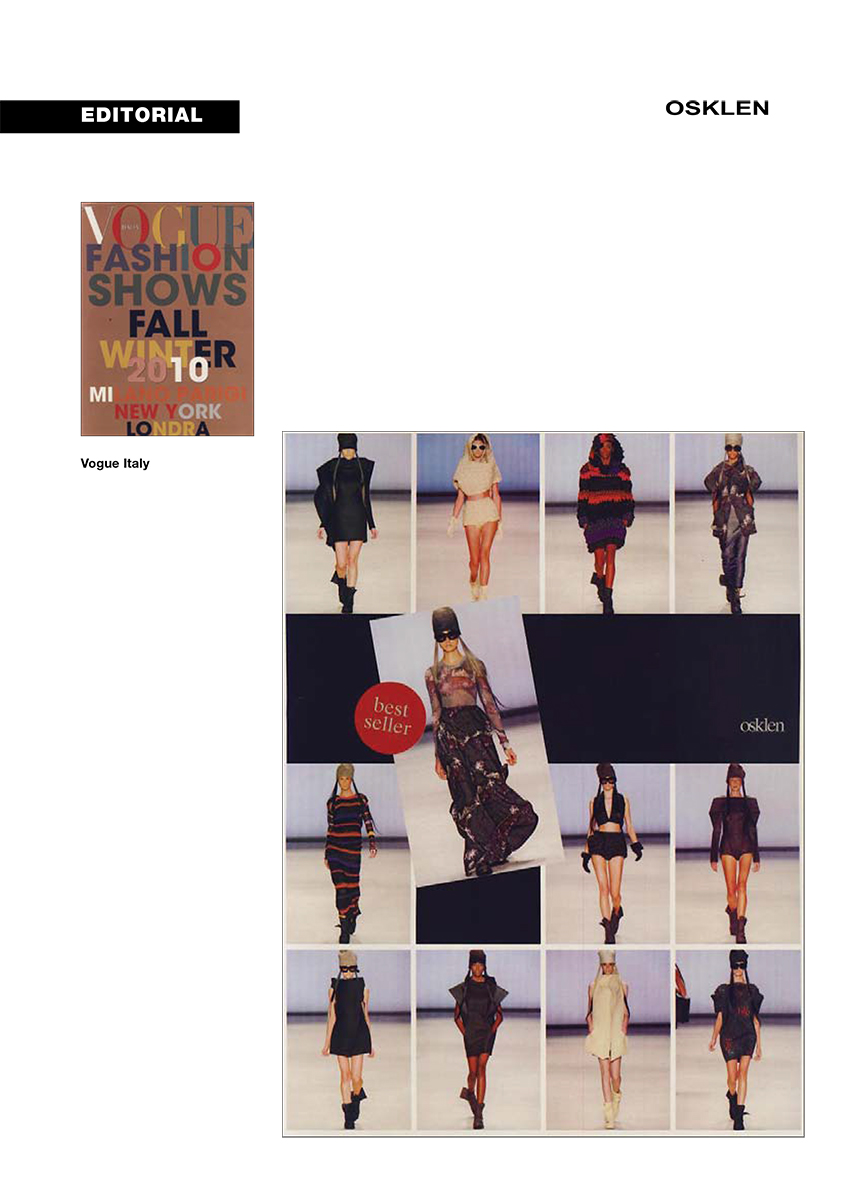 EDITORIAL
OSKLEN
VOGUE
ITALIA
FASHION
SHOWS
FALL
WINTER
2010
MILANO PARIGI
NEW YORK
LONDRA
Vogue Italy
best
seller
osklen